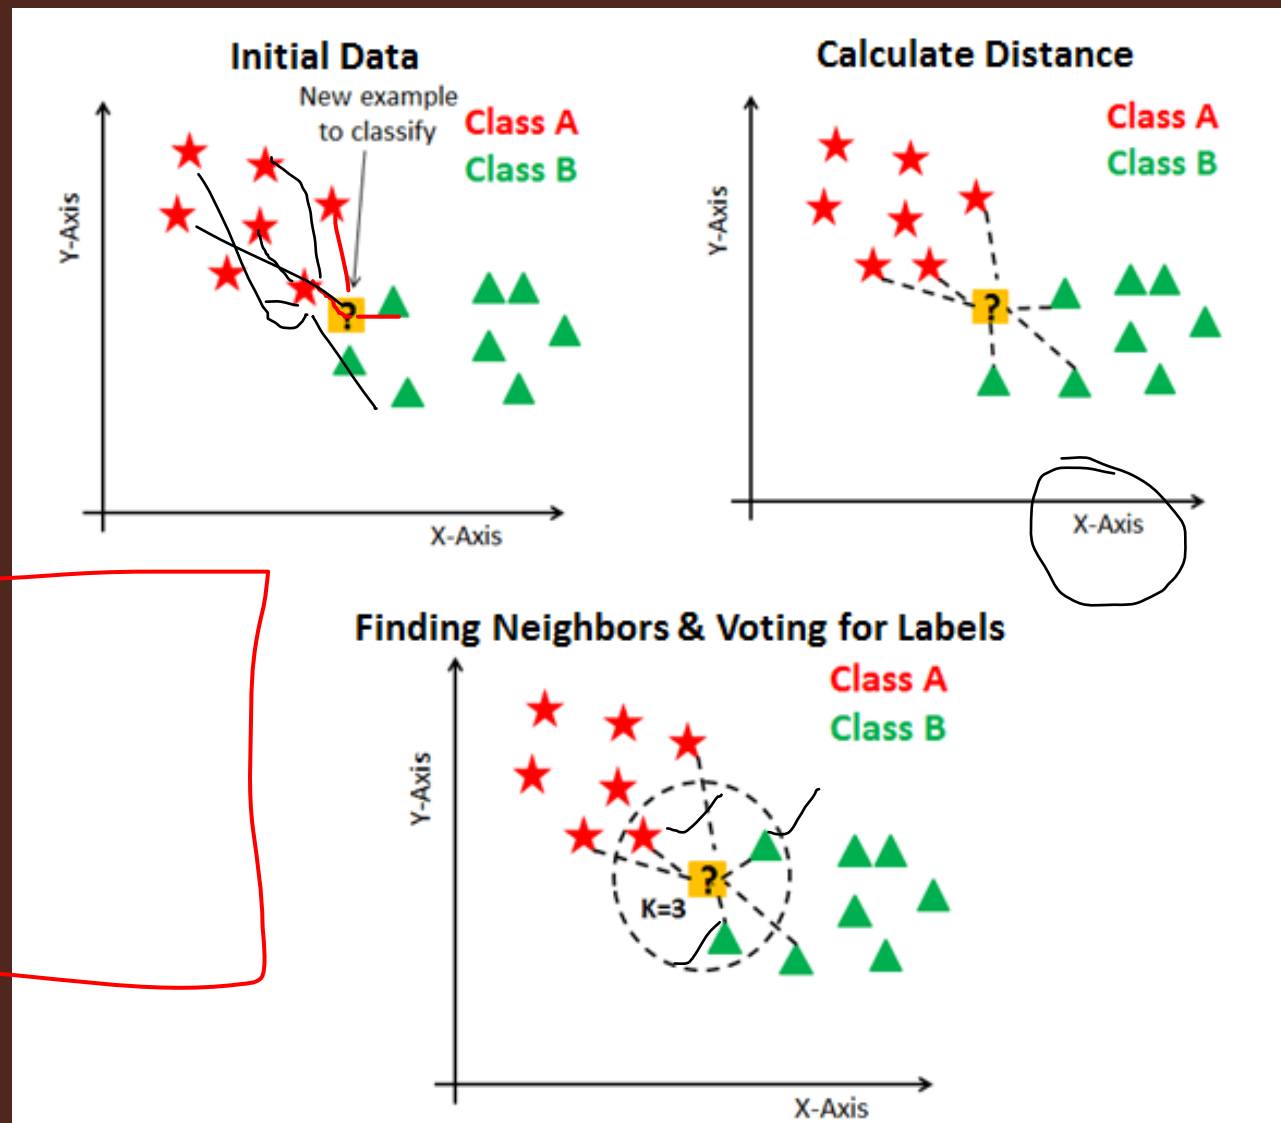 Initial Data
New example
to classify
Class A
Class B
Y-Axis
?
X-Axis
Calculate Distance
Class A
Class B
Y-Axis
?
X-Axis
Finding Neighbors & Voting for Labels
Class A
Class B
Y-Axis
?
K=3
X-Axis